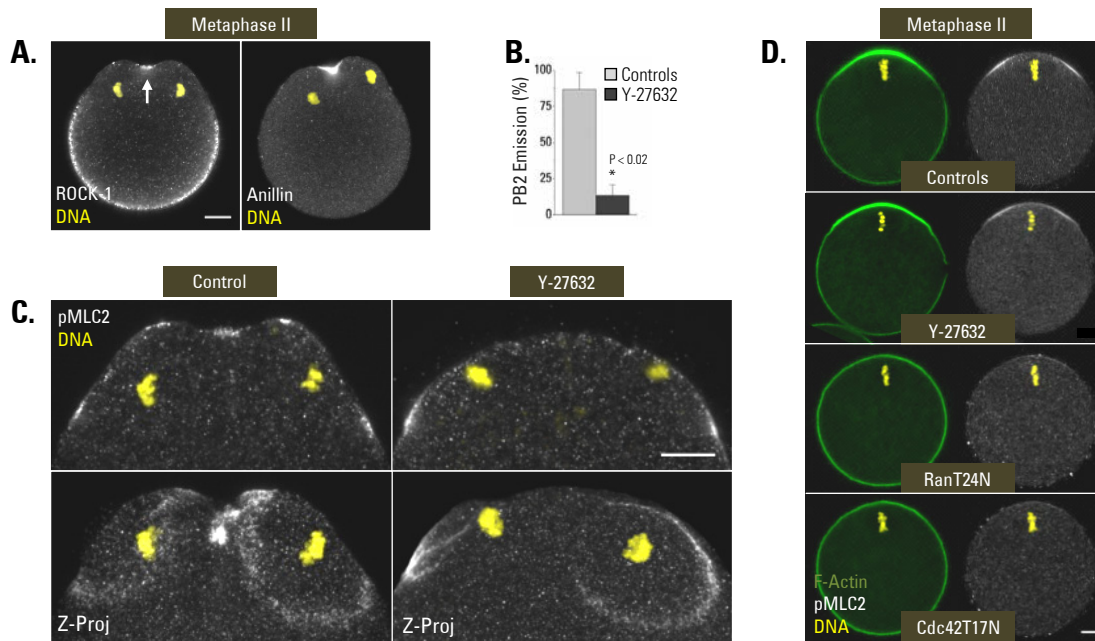 Metaphase II
A.
ROCK-1
DNA
Anillin
DNA
B.
PB2 Emission (%)
100
75
50
25
0
Controls
Y-27632
P < 0.02
*
C.
Control
Y-27632
pMLC2
DNA
Z-Proj
Z-Proj
Metaphase II
D.
Controls
Y-27632
RanT24N
F-Actin
pMLC2
DNA
Cdc42T17N